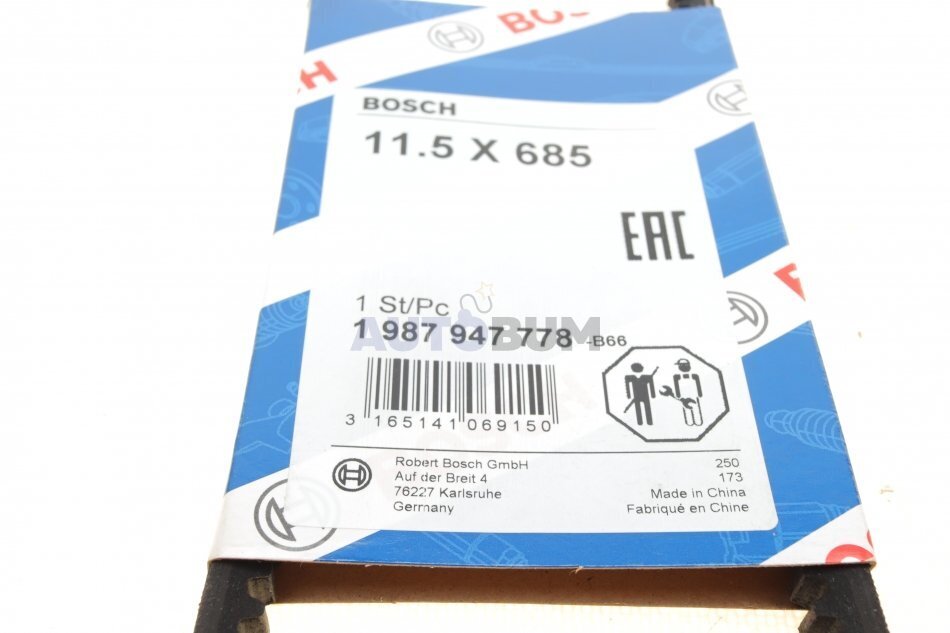 BOSCH
BOSCH
11.5 X 685
EAC
1 St/Pc
AUTOBUM
1 987 947 778 -B66
3 165141 069150
Robert Bosch GmbH
Auf der Breit 4
76227 Karlsruhe
Germany
250
173
Made in China
Fabriqué en Chine